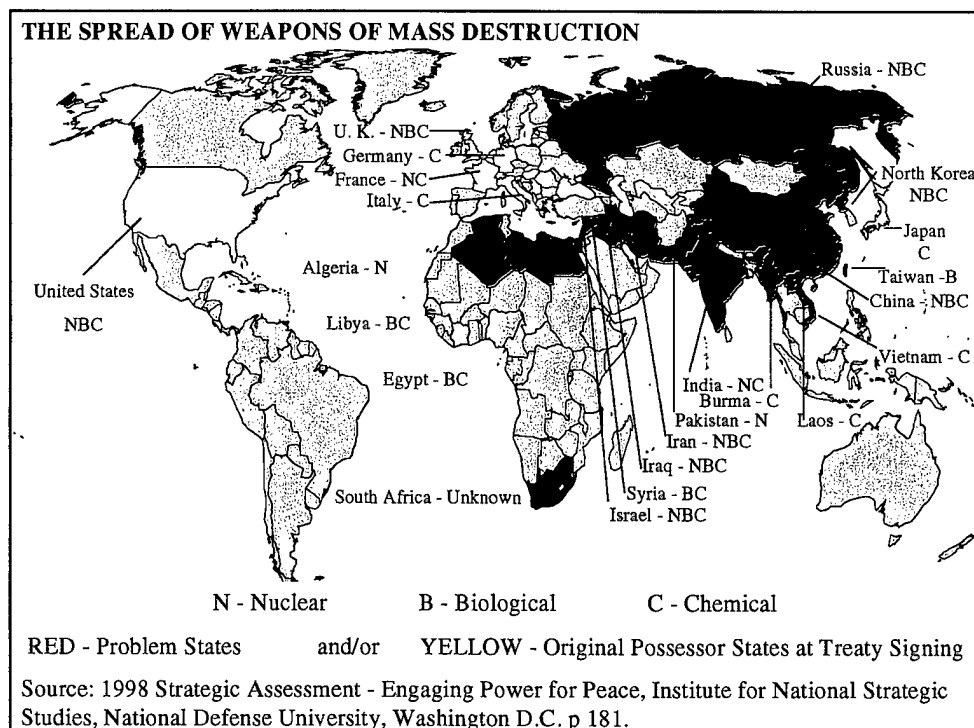 THE SPREAD OF WEAPONS OF MASS DESTRUCTION
Russia - NBC
U. K. - NBC
Germany - C
France - NC
Italy - C
North Korea
NBC
Japan
C
Algeria - N
Taiwan - B
United States
NBC
China - NBC
Libya - BC
Vietnam - C
Egypt - BC
India - NC
Burma - C
Pakistan - N
Laos - C
Iran - NBC
Iraq - NBC
South Africa - Unknown
Syria - BC
Israel - NBC
N - Nuclear B - Biological C - Chemical
RED - Problem States and/or YELLOW - Original Possessor States at Treaty Signing
Source: 1998 Strategic Assessment - Engaging Power for Peace, Institute for National Strategic
Studies, National Defense University, Washington D.C. p 181.